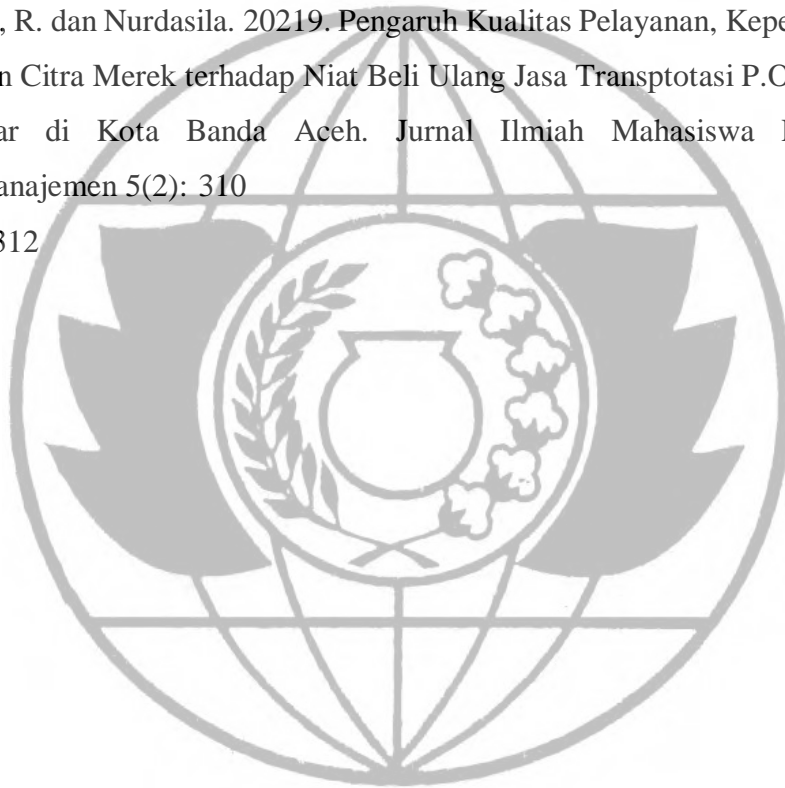 , R. dan Nurdasila. 20219. Pengaruh Kualitas Pelayanan, Kepe
n Citra Merek terhadap Niat Beli Ulang Jasa Transptotasi P.O
ar di Kota Banda Aceh. Jurnal Ilmiah Mahasiswa
anajemen 5(2): 310
312